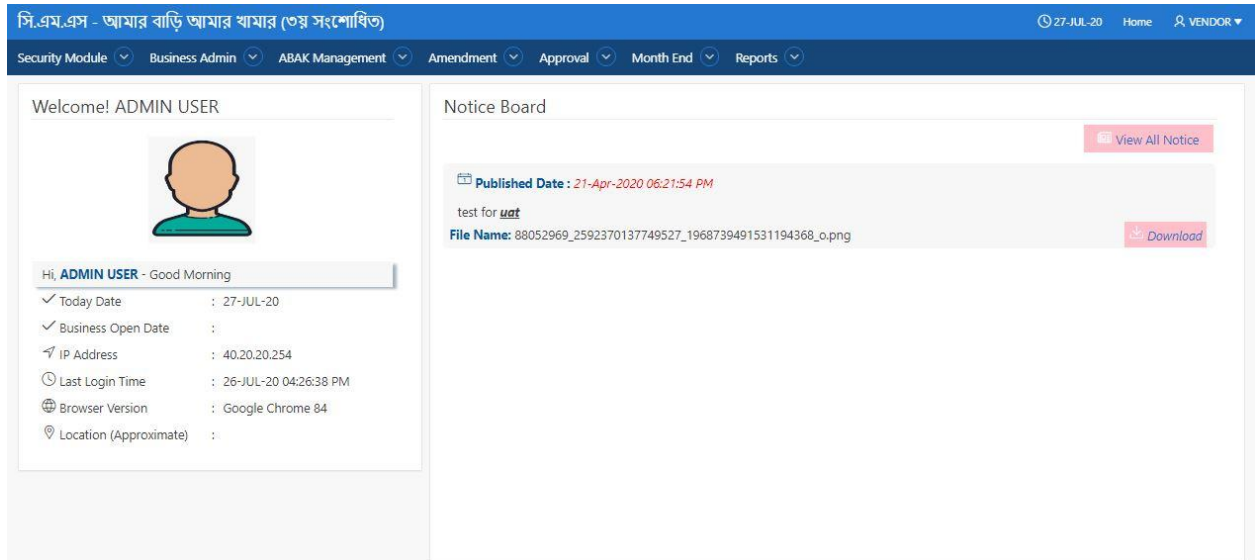 সি.এম.এস - আমার বাড়ি আমার খামার (৩য় সংশোধিত)
27-JUL-20 Home VENDOR
Security Module Business Admin ABAK Management Amendment Approval Month End Reports
Welcome! ADMIN USER
Hi, ADMIN USER - Good Morning
Today Date : 27-JUL-20
Business Open Date :
IP Address : 40.20.20.254
Last Login Time : 26-JUL-20 04:26:38 PM
Browser Version : Google Chrome 84
Location (Approximate) :
Notice Board
View All Notice
Published Date : 21-Apr-2020 06:21:54 PM
test for uat
File Name: 88052969_2592370137749527_1968739491531194368_o.png
Download